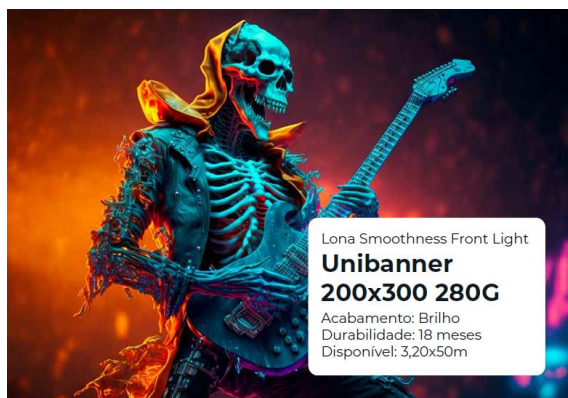 Lona Smoothness Front Light
Unibanner
200x300 280G
Acabamento: Brilho
Durabilidade: 18 meses
Disponível: 3,20x50m